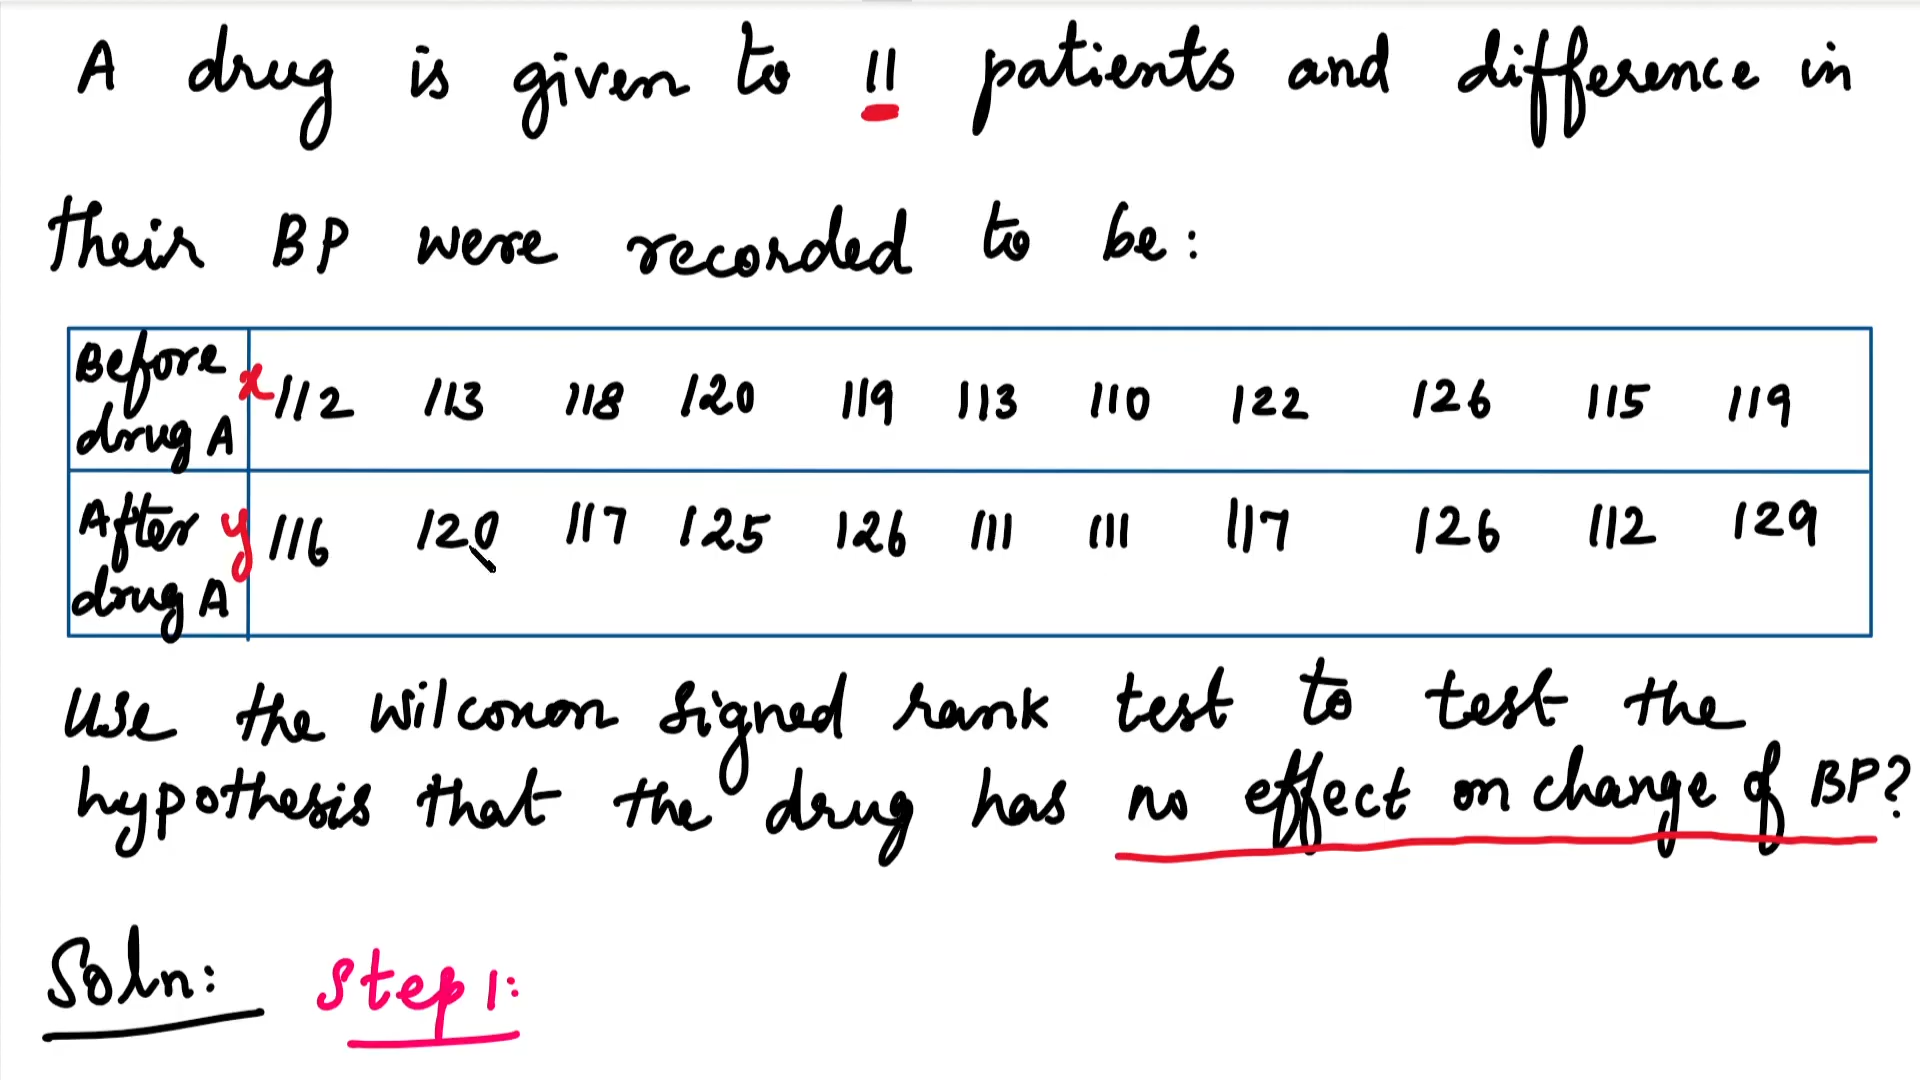 A drug is given to 11 patients and difference in
their BP were recorded to be:
Before drug A x 112 113 118 120 119 113 110 122 126 115 119
After drug A y 116 120 117 125 126 111 111 117 126 112 129
Use the Wilcoxon signed rank test to test the
hypothesis that the drug has no effect on change of BP?
Soln: Step 1: